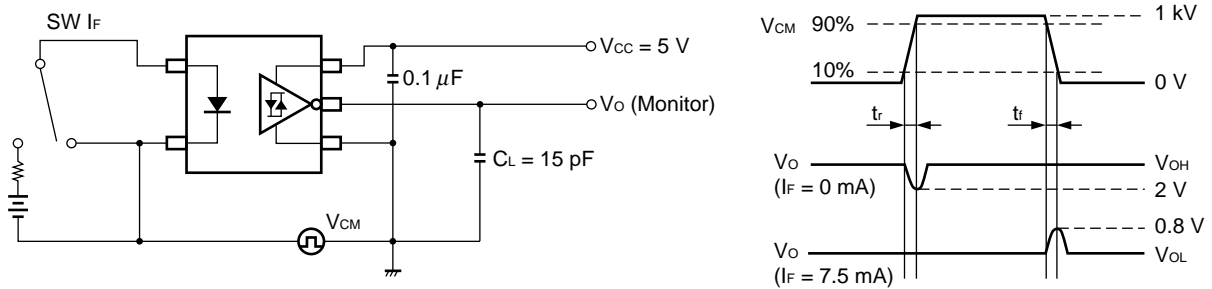 SW IF
VCC = 5 V
0.1 μF
VO (Monitor)
CL = 15 pF
VCM
VCM 90%
10%
1 kV
0 V
tr
tf
VO
(IF = 0 mA)
VOH
2 V
0.8 V
VO
(IF = 7.5 mA)
VOL